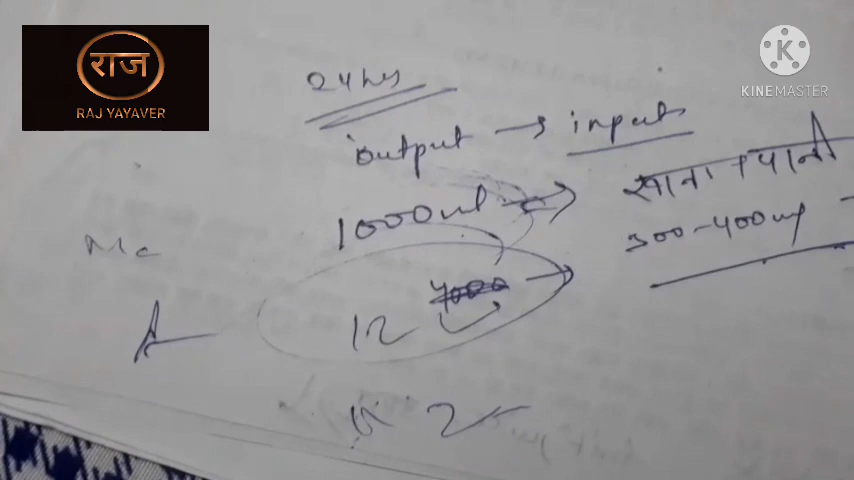 राज
RAJ YAYAVER
KINEMASTER
24 hrs
output → input
1000ml → खाना + पानी
300-400ml
12